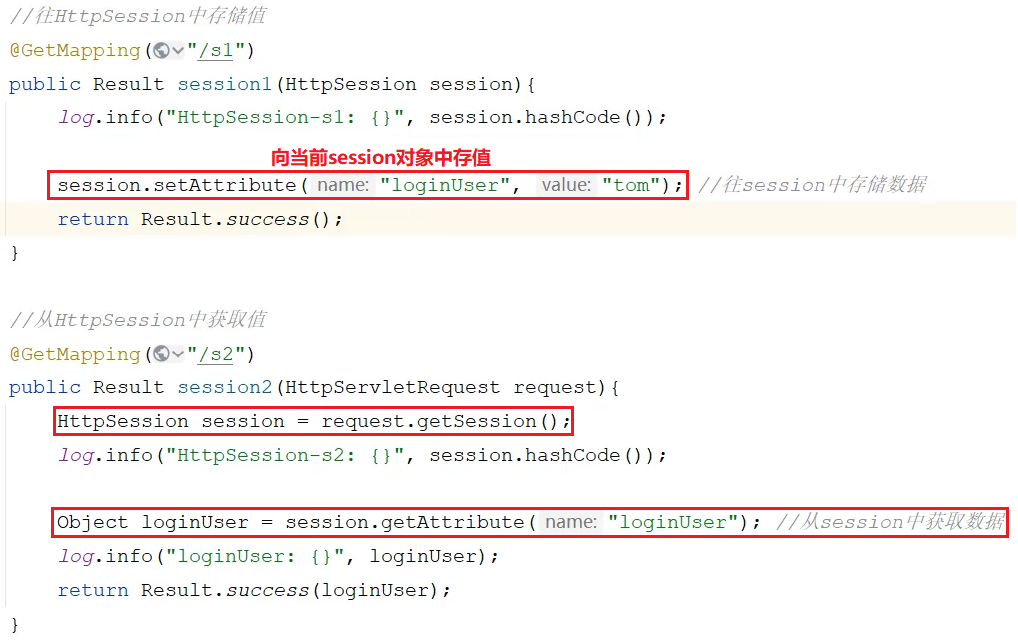 //往HttpSession中存储值
@GetMapping("/s1")
public Result session1(HttpSession session){
log.info("HttpSession-s1: {}", session.hashCode());
向当前session对象中存值
session.setAttribute( name: "loginUser", value: "tom"); //往session中存储数据
return Result.success();
}
//从HttpSession中获取值
@GetMapping("/s2")
public Result session2(HttpServletRequest request){
HttpSession session = request.getSession();
log.info("HttpSession-s2: {}", session.hashCode());
Object loginUser = session.getAttribute( name: "loginUser"); //从session中获取数据
log.info("loginUser: {}", loginUser);
return Result.success(loginUser);
}